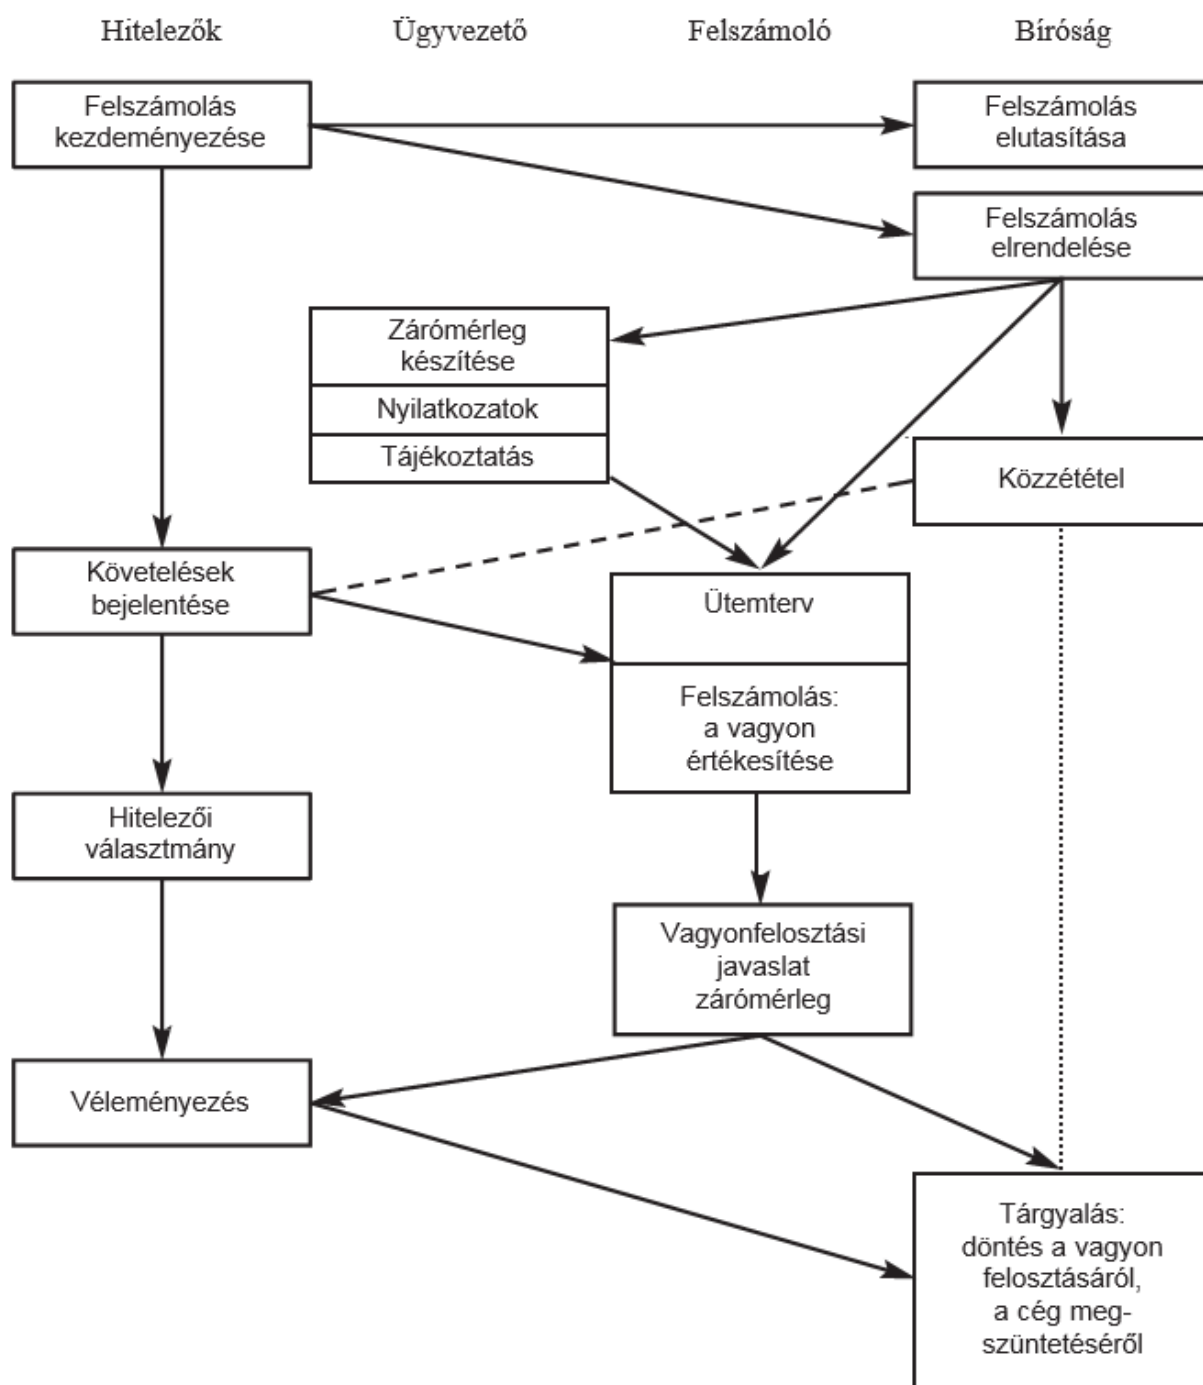 Hitelezők
Ügyvezető
Felszámoló
Bíróság
Felszámolás
kezdeményezése
Felszámolás
elutasítása
Felszámolás
elrendelése
Zárómérleg
készítése
Nyilatkozatok
Tájékoztatás
Közzététel
Követelések
bejelentése
Ütemterv
Felszámolás:
a vagyon
értékesítése
Hitelezői
választmány
Vagyonfelosztási
javaslat
zárómérleg
Véleményezés
Tárgyalás:
döntés a vagyon
felosztásáról,
a cég meg-
szüntetéséről